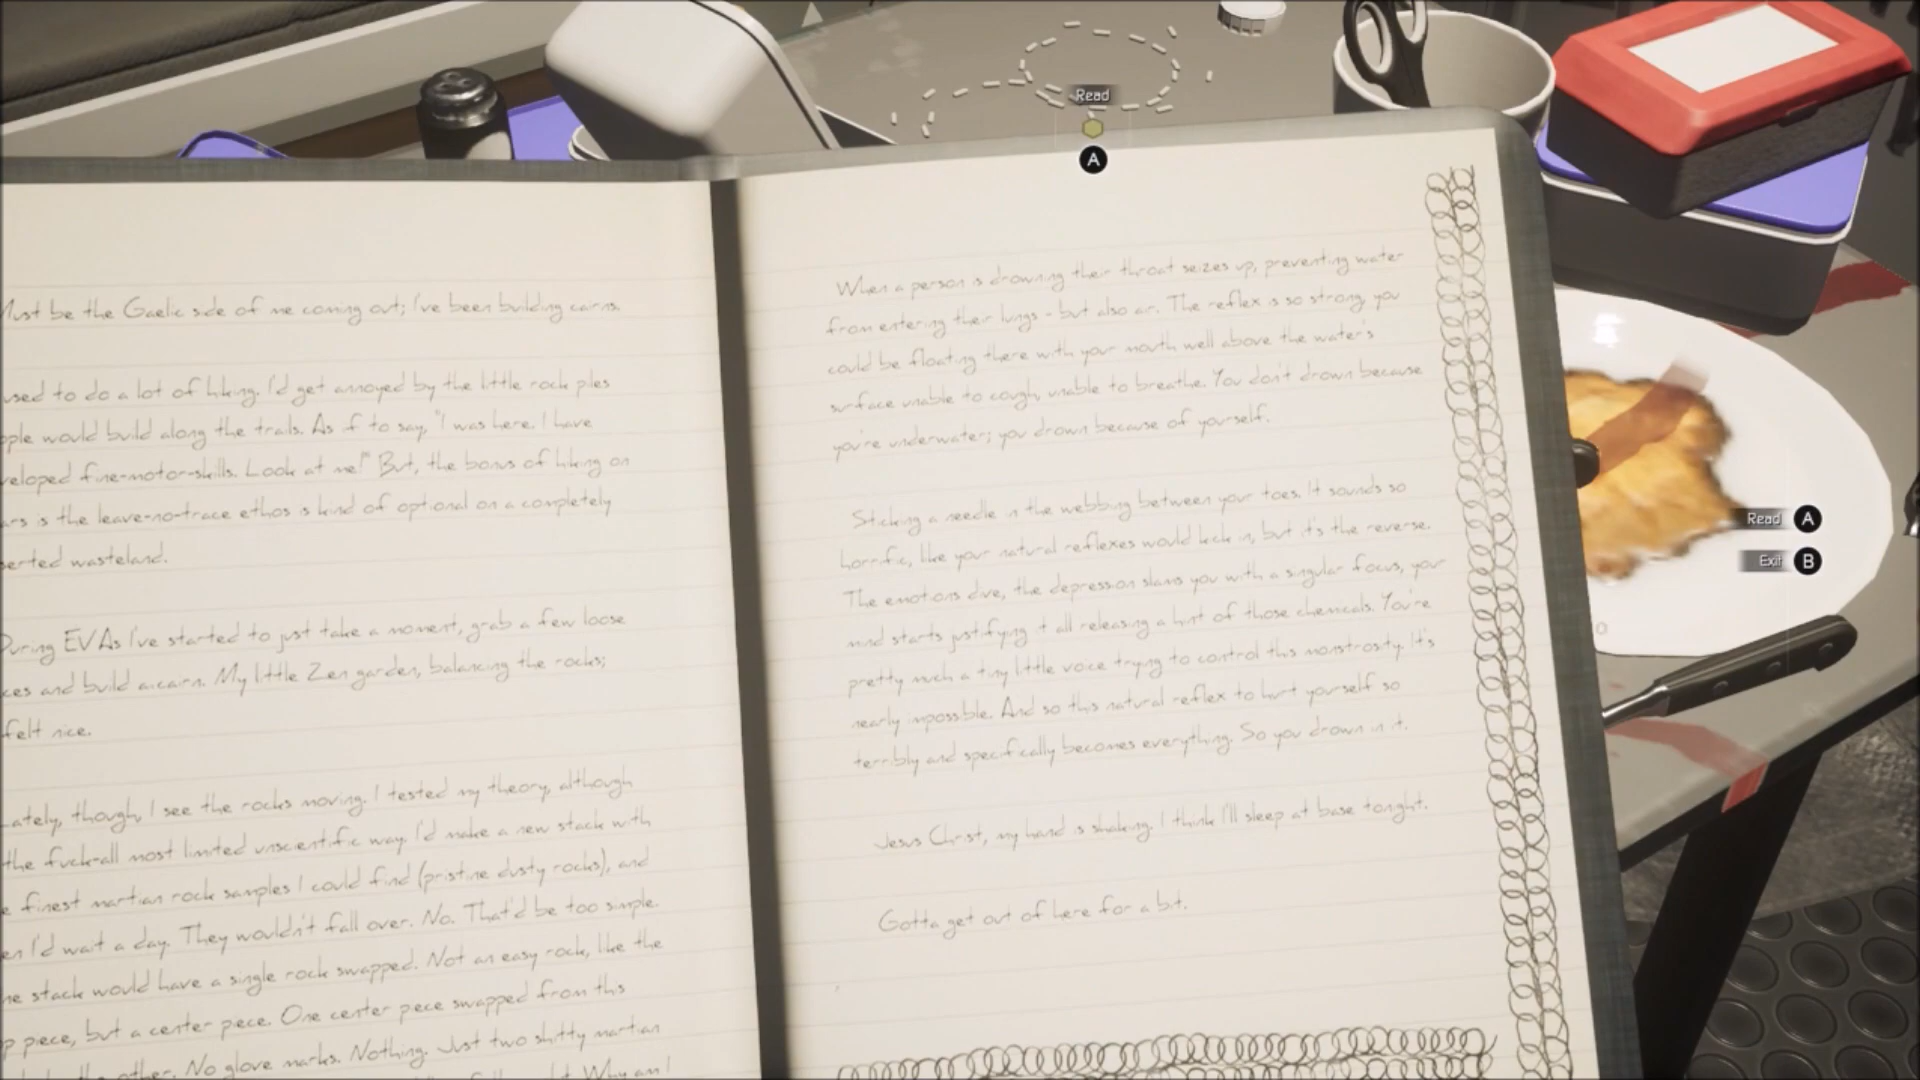 Must be the Gaelic side of me coming out; I've been building cairns.
used to do a lot of hiking. I'd get annoyed by the little rock piles
ople would build along the trails. As if to say, "I was here. I have
veloped fine-motor-skills. Look at me!" But, the bonus of hiking on
ars is the leave-no-trace ethos is kind of optional on a completely
serted wasteland.
During EVAs I've started to just take a moment, grab a few loose
ces and build a cairn. My little Zen garden, balancing the rocks;
felt nice.
Lately, though, I see the rocks moving. I tested my theory, although
the fuck-all most limited unscientific way. I'd make a new stack with
e finest martian rock samples I could find (pristine dusty rocks), and
en I'd wait a day. They wouldn't fall over. No. That'd be too simple.
ne stack would have a single rock swapped. Not an easy rock, like the
p piece, but a center piece. One center piece swapped from this
other. No glove marks. Nothing. Just two shitty martian
Why am I
When a person is drowning their throat seizes up, preventing water
from entering their lungs - but also air. The reflex is so strong, you
could be floating there with your mouth well above the water's
surface unable to cough, unable to breathe. You don't drown because
you're underwater; you drown because of yourself.
Sticking a needle in the webbing between your toes. It sounds so
horrific, like your natural reflexes would kick in, but it's the reverse.
The emotions dive, the depression slams you with a singular focus, your
mind starts justifying it all releasing a hint of those chemicals. You're
pretty much a tiny little voice trying to control this monstrosity. It's
nearly impossible. And so this natural reflex to hurt yourself so
terribly and specifically becomes everything. So you drown in it.
Jesus Christ, my hand is shaking. I think I'll sleep at base tonight.
Gotta get out of here for a bit.
Read
A
Read A
Exit B